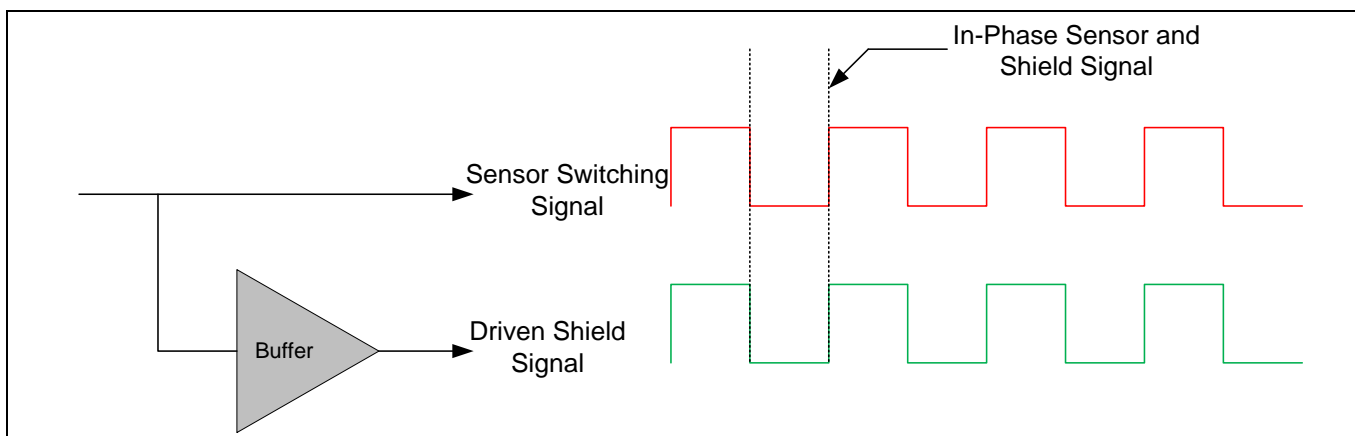 In-Phase Sensor and
Shield Signal
Sensor Switching
Signal
Buffer
Driven Shield
Signal